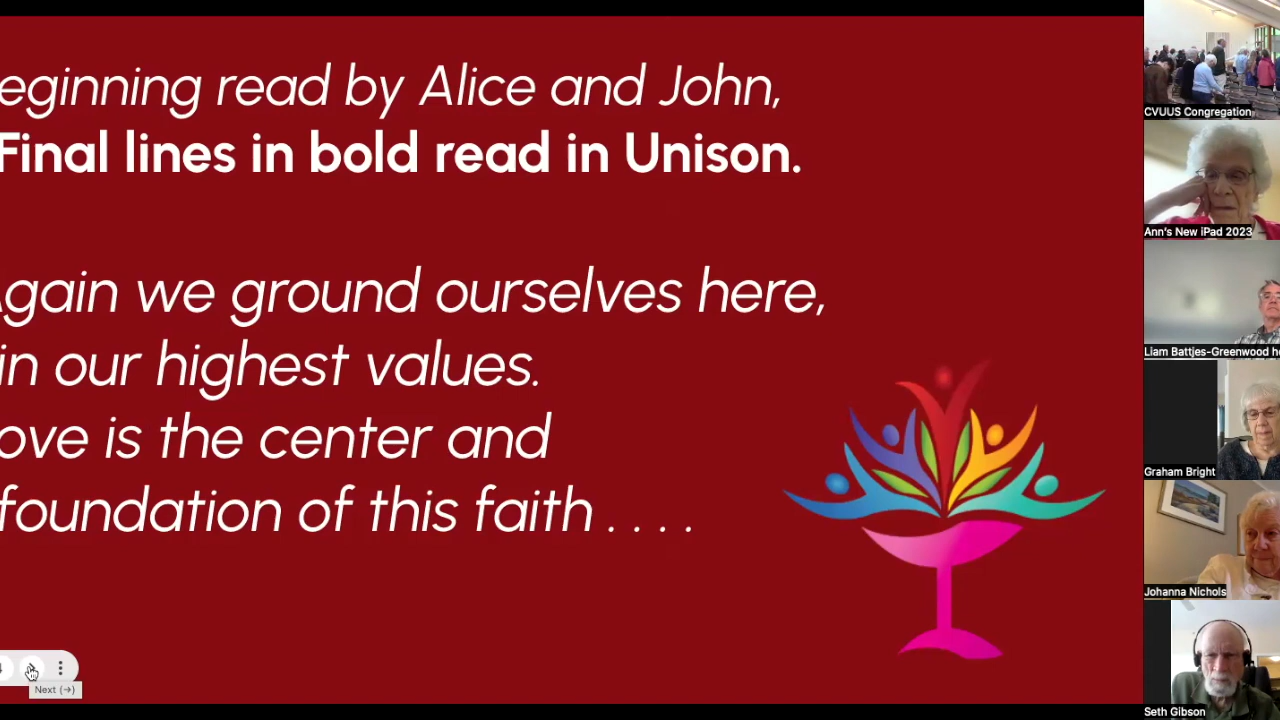 eginning read by Alice and John,
Final lines in bold read in Unison.
gain we ground ourselves here,
in our highest values.
ove is the center and
foundation of this faith . . . .
Next (→)
CVUUS Congregation
Ann's New iPad 2023
Liam Battjes-Greenwood he
Graham Bright
Johanna Nichols
Seth Gibson